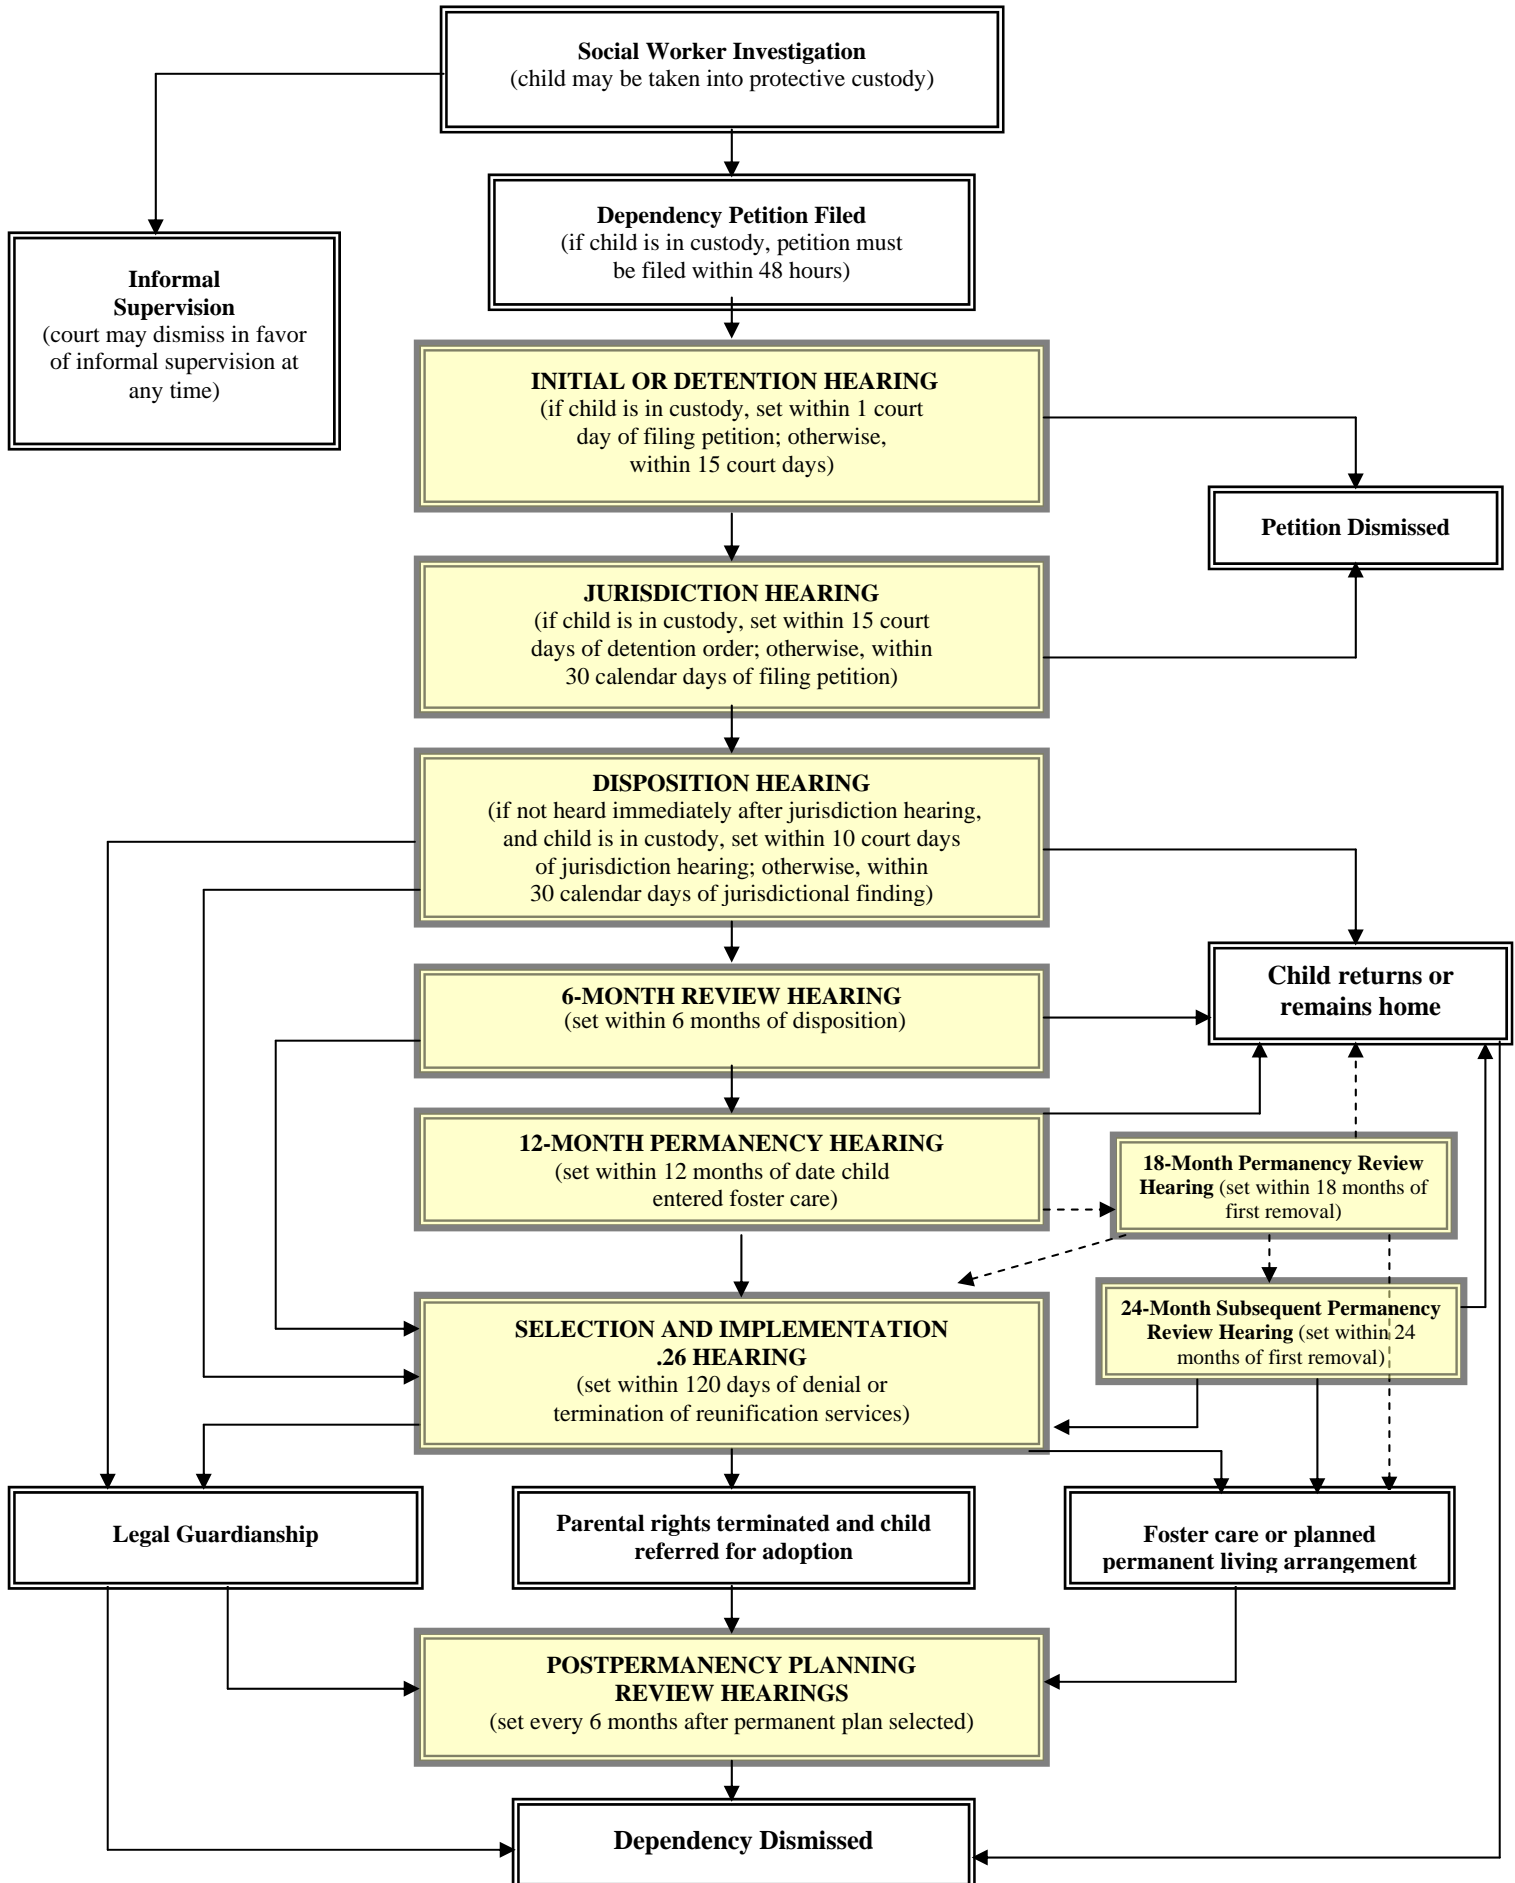 Social Worker Investigation
(child may be taken into protective custody)
Dependency Petition Filed
(if child is in custody, petition must
be filed within 48 hours)
Informal
Supervision
(court may dismiss in favor
of informal supervision at
any time)
INITIAL OR DETENTION HEARING
(if child is in custody, set within 1 court
day of filing petition; otherwise,
within 15 court days)
Petition Dismissed
JURISDICTION HEARING
(if child is in custody, set within 15 court
days of detention order; otherwise, within
30 calendar days of filing petition)
DISPOSITION HEARING
(if not heard immediately after jurisdiction hearing,
and child is in custody, set within 10 court days
of jurisdiction hearing; otherwise, within
30 calendar days of jurisdictional finding)
Child returns or
remains home
6-MONTH REVIEW HEARING
(set within 6 months of disposition)
12-MONTH PERMANENCY HEARING
(set within 12 months of date child
entered foster care)
18-Month Permanency Review
Hearing (set within 18 months of
first removal)
24-Month Subsequent Permanency
Review Hearing (set within 24
months of first removal)
SELECTION AND IMPLEMENTATION
.26 HEARING
(set within 120 days of denial or
termination of reunification services)
Legal Guardianship
Parental rights terminated and child
referred for adoption
Foster care or planned
permanent living arrangement
POSTPERMANENCY PLANNING
REVIEW HEARINGS
(set every 6 months after permanent plan selected)
Dependency Dismissed